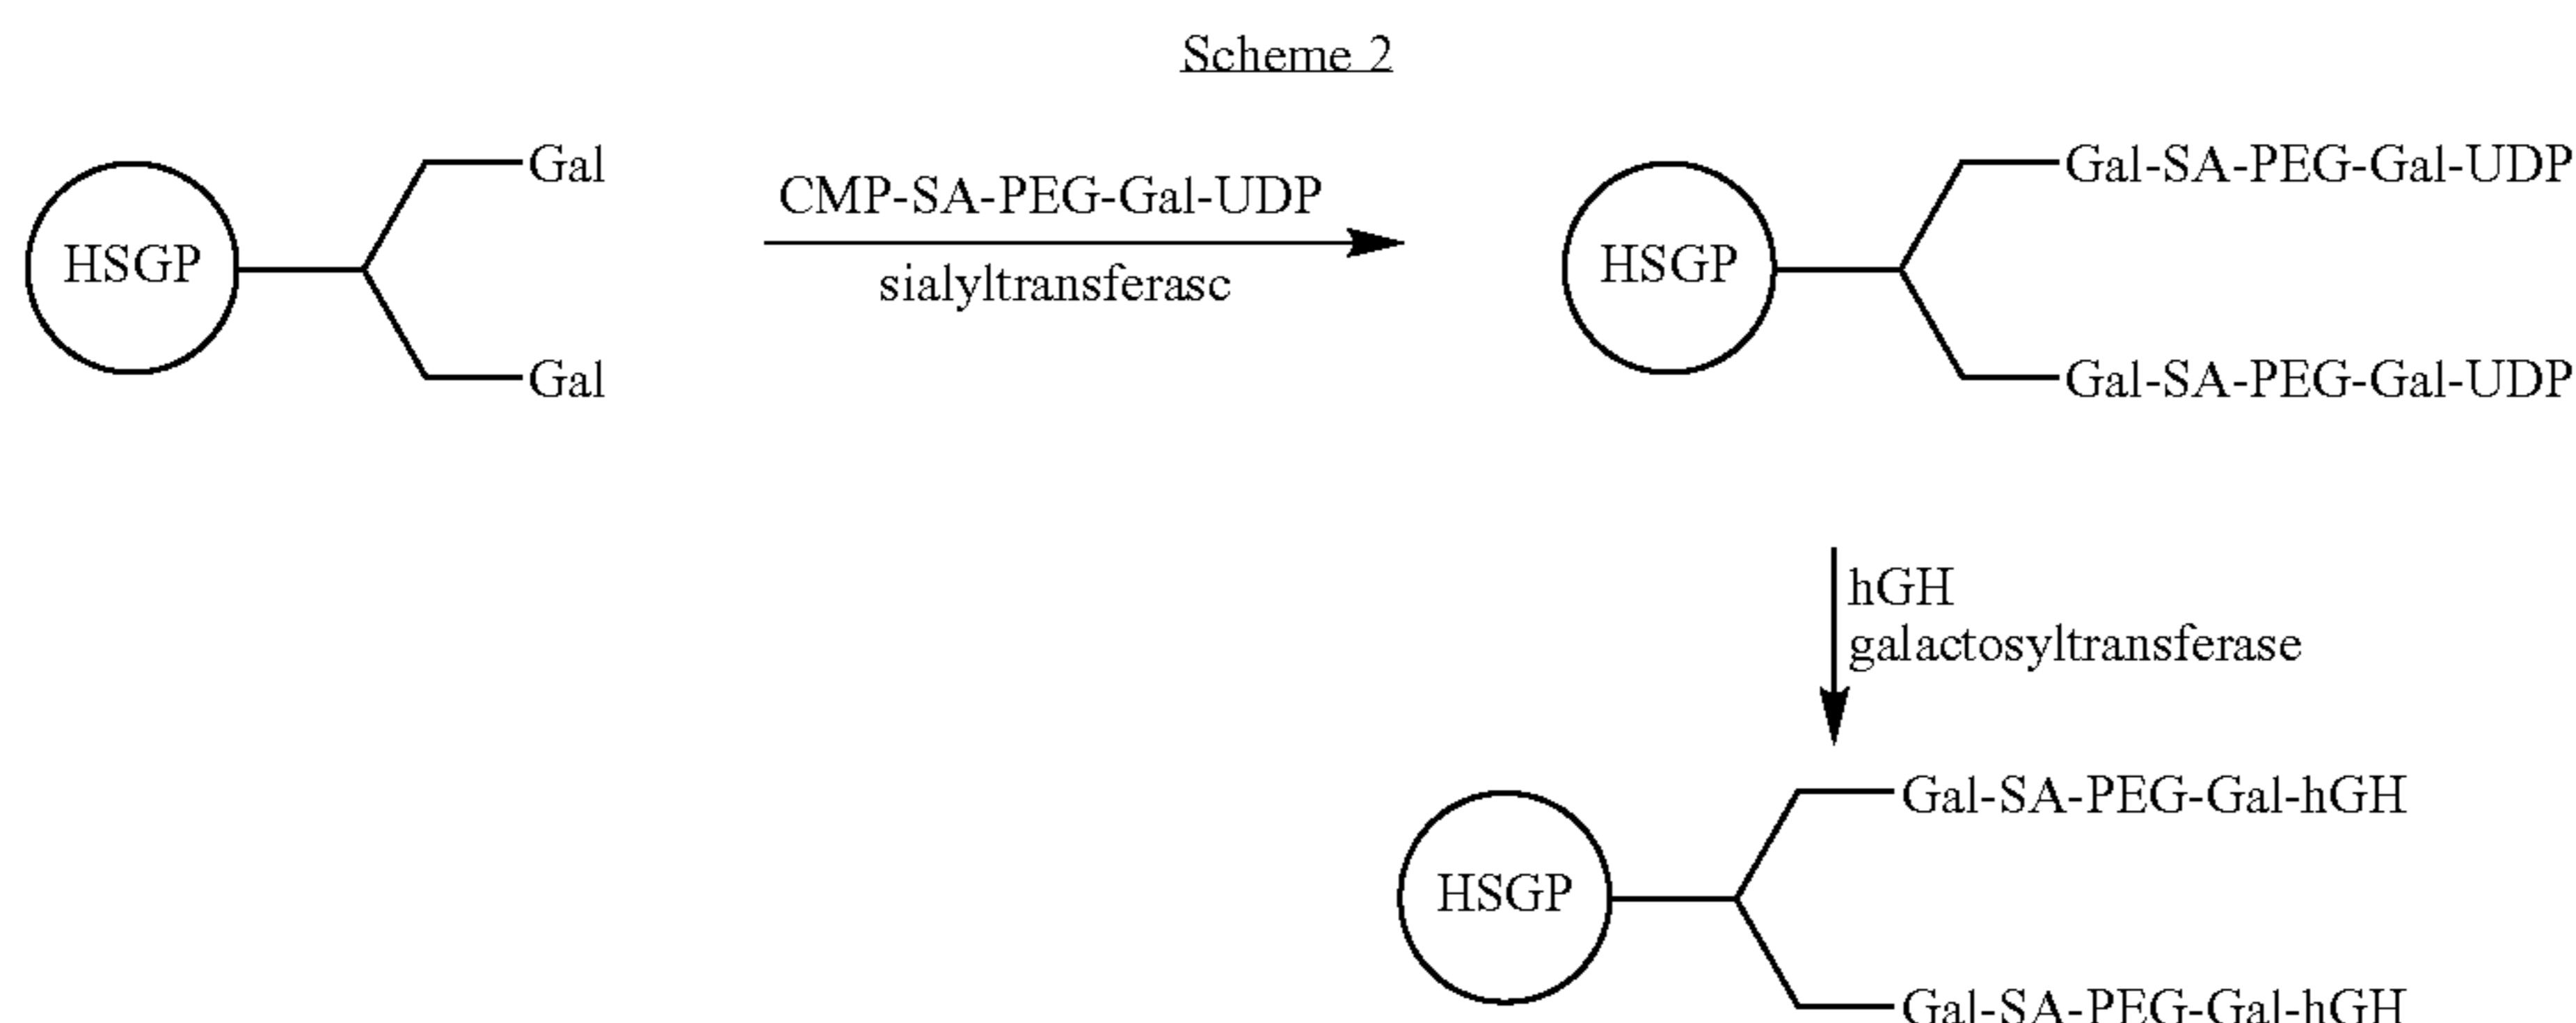 Scheme 2
Gal
HSGP
Gal
CMP-SA-PEG-Gal-UDP
sialyltransferasc
Gal-SA-PEG-Gal-UDP
HSGP
Gal-SA-PEG-Gal-UDP
hGH
galactosyltransferase
Gal-SA-PEG-Gal-hGH
HSGP
Gal-SA-PEG-Gal-hGH